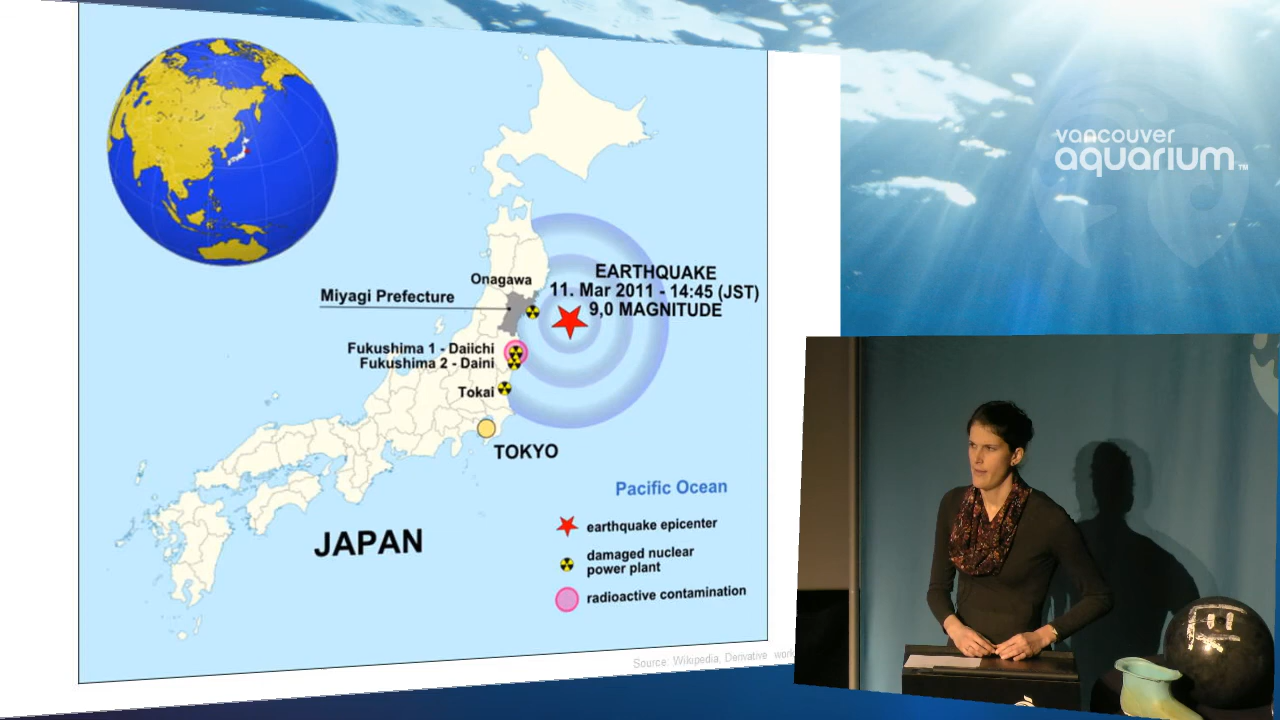 vancouver
aquarium™
Onagawa
Miyagi Prefecture
EARTHQUAKE
11. Mar 2011 - 14:45 (JST)
9,0 MAGNITUDE
Fukushima 1 - Daiichi
Fukushima 2 - Daini
Tokai
TOKYO
Pacific Ocean
JAPAN
earthquake epicenter
damaged nuclear
power plant
radioactive contamination
Source: Wikipedia, Derivative work